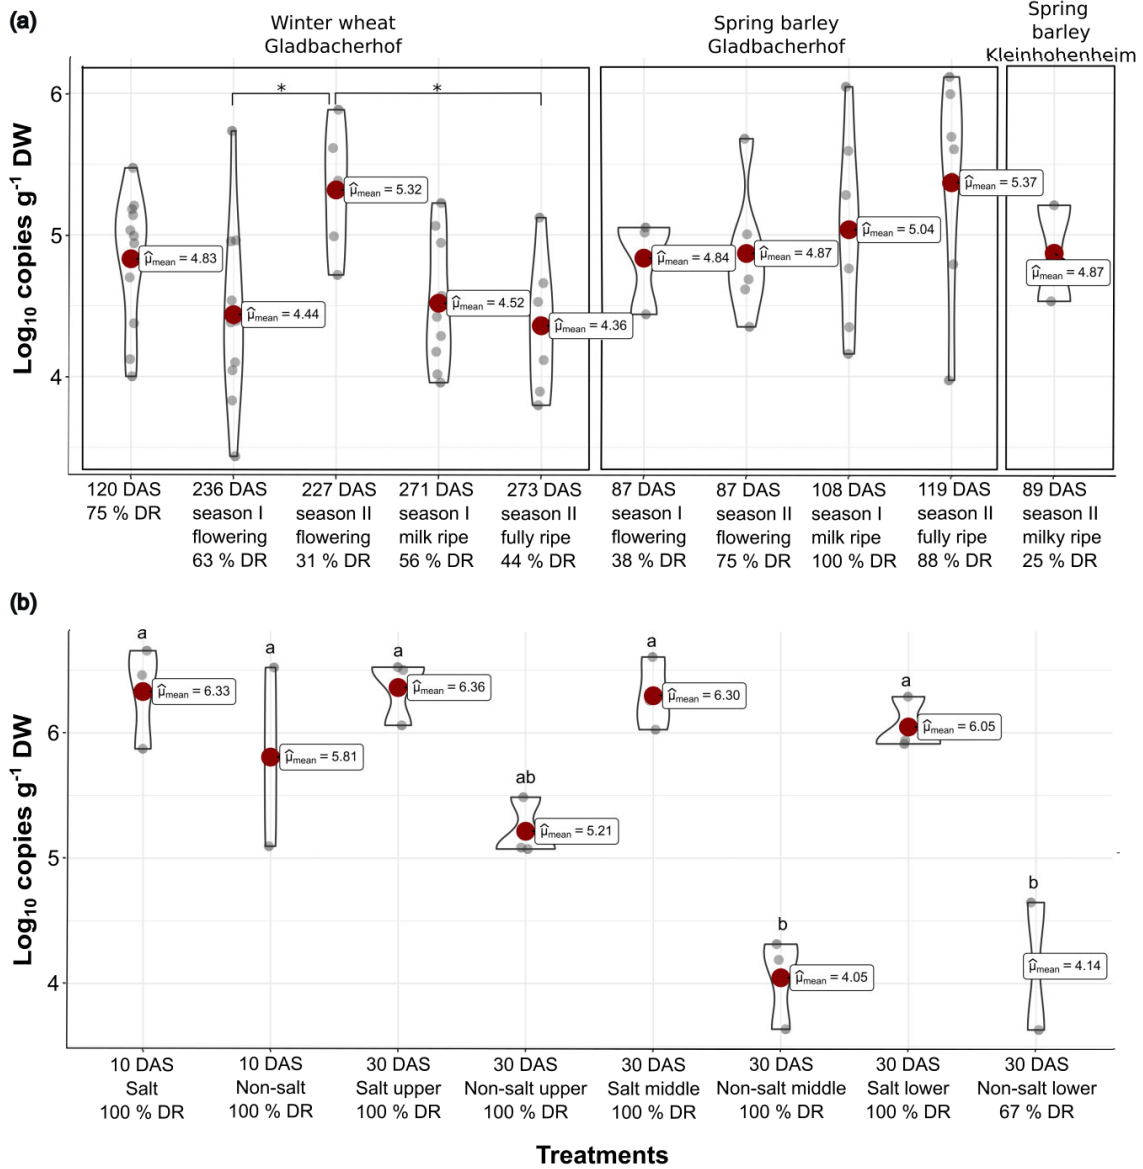 (a)
Winter wheat
Gladbacherhof
Spring barley
Gladbacherhof
Spring
barley
Kleinhohenheim
Log₁₀ copies g⁻¹ DW
6
5
4
*
*
μ̂mean = 4.83
μ̂mean = 4.44
μ̂mean = 5.32
μ̂mean = 4.52
μ̂mean = 4.36
μ̂mean = 4.84
μ̂mean = 4.87
μ̂mean = 5.04
μ̂mean = 5.37
μ̂mean = 4.87
120 DAS 236 DAS 227 DAS 271 DAS 273 DAS 87 DAS 87 DAS 108 DAS 119 DAS 89 DAS
75 % DR season I season II season I season II season I season II season I season II season II
flowering flowering milk ripe fully ripe flowering flowering milk ripe fully ripe milky ripe
63 % DR 31 % DR 56 % DR 44 % DR 38 % DR 75 % DR 100 % DR 88 % DR 25 % DR
(b)
Log₁₀ copies g⁻¹ DW
6
5
4
a
a
a
ab
a
b
a
b
μ̂mean = 6.33
μ̂mean = 5.81
μ̂mean = 6.36
μ̂mean = 5.21
μ̂mean = 6.30
μ̂mean = 4.05
μ̂mean = 6.05
μ̂mean = 4.14
10 DAS 10 DAS 30 DAS 30 DAS 30 DAS 30 DAS 30 DAS 30 DAS
Salt Non-salt Salt upper Non-salt upper Salt middle Non-salt middle Salt lower Non-salt lower
100 % DR 100 % DR 100 % DR 100 % DR 100 % DR 100 % DR 100 % DR 67 % DR
Treatments